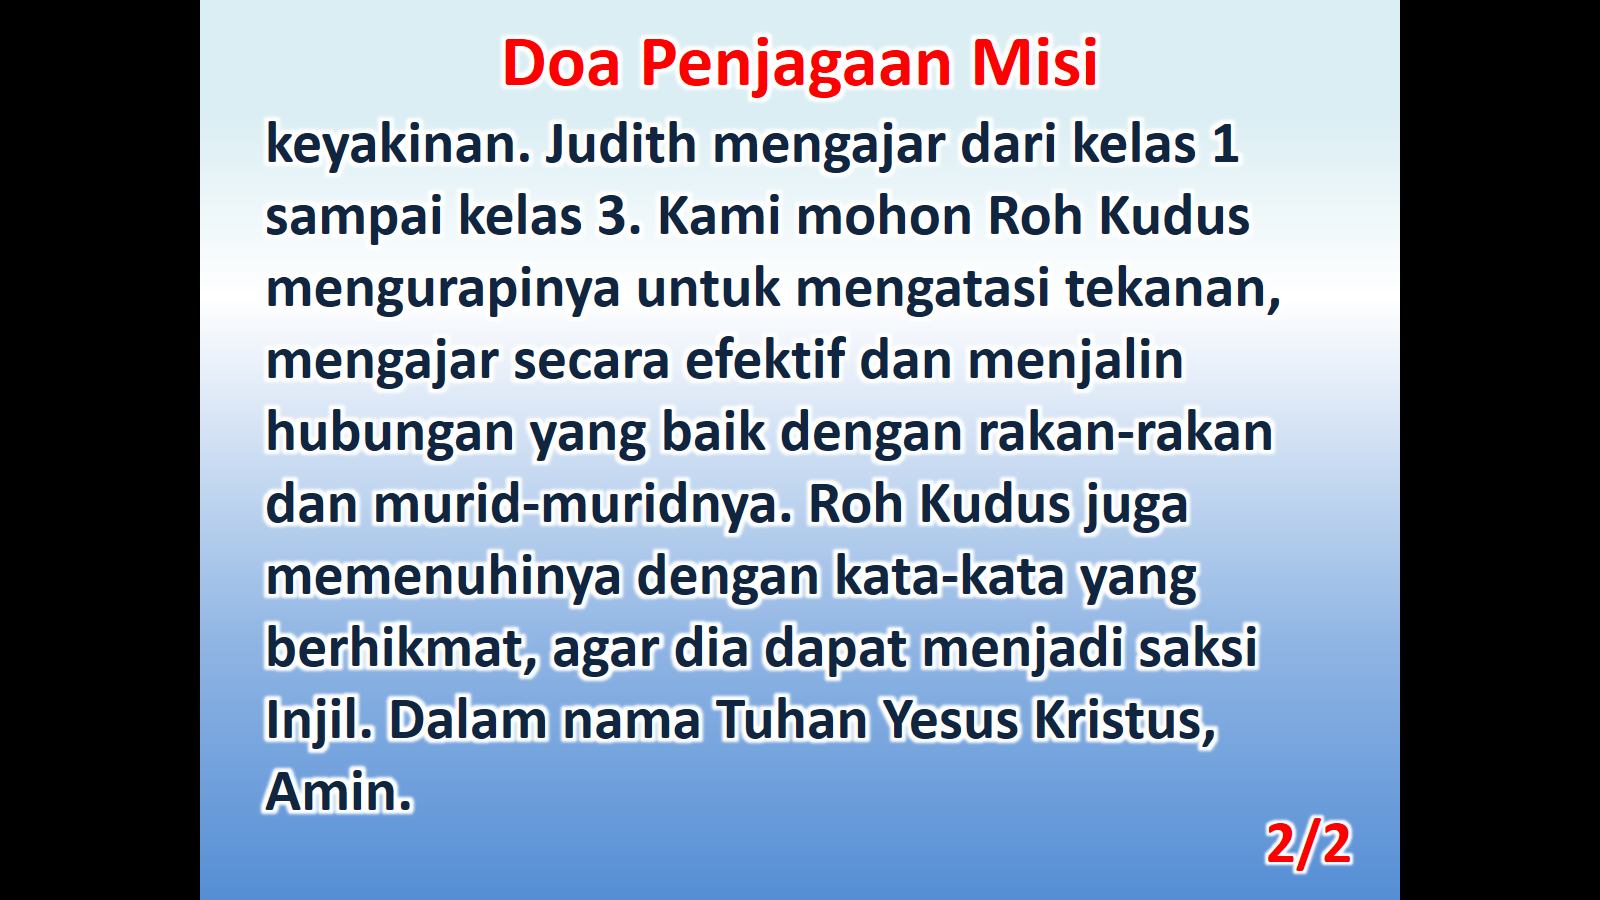 Doa Penjagaan Misi
keyakinan. Judith mengajar dari kelas 1
sampai kelas 3. Kami mohon Roh Kudus
mengurapinya untuk mengatasi tekanan,
mengajar secara efektif dan menjalin
hubungan yang baik dengan rakan-rakan
dan murid-muridnya. Roh Kudus juga
memenuhinya dengan kata-kata yang
berhikmat, agar dia dapat menjadi saksi
Injil. Dalam nama Tuhan Yesus Kristus,
Amin.
2/2